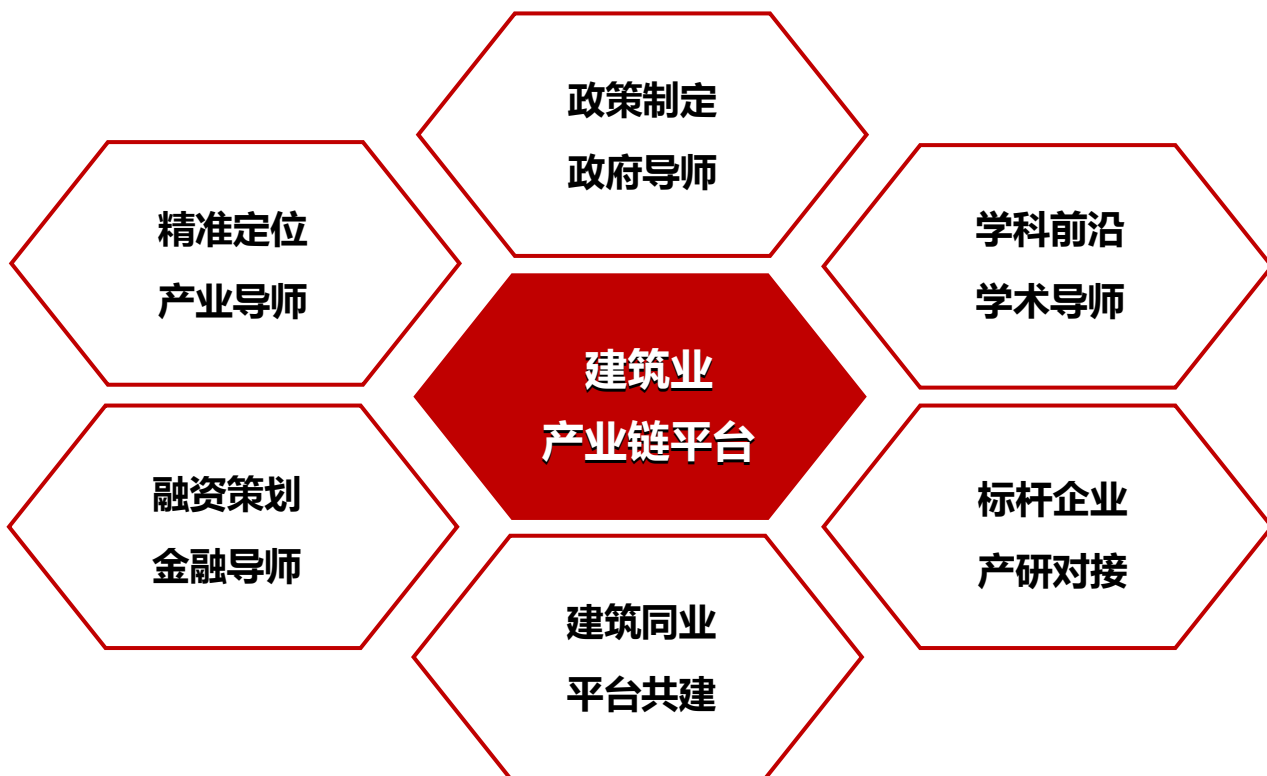 政策制定
政府导师
精准定位
产业导师
学科前沿
学术导师
建筑业
产业链平台
融资策划
金融导师
标杆企业
产研对接
建筑同业
平台共建